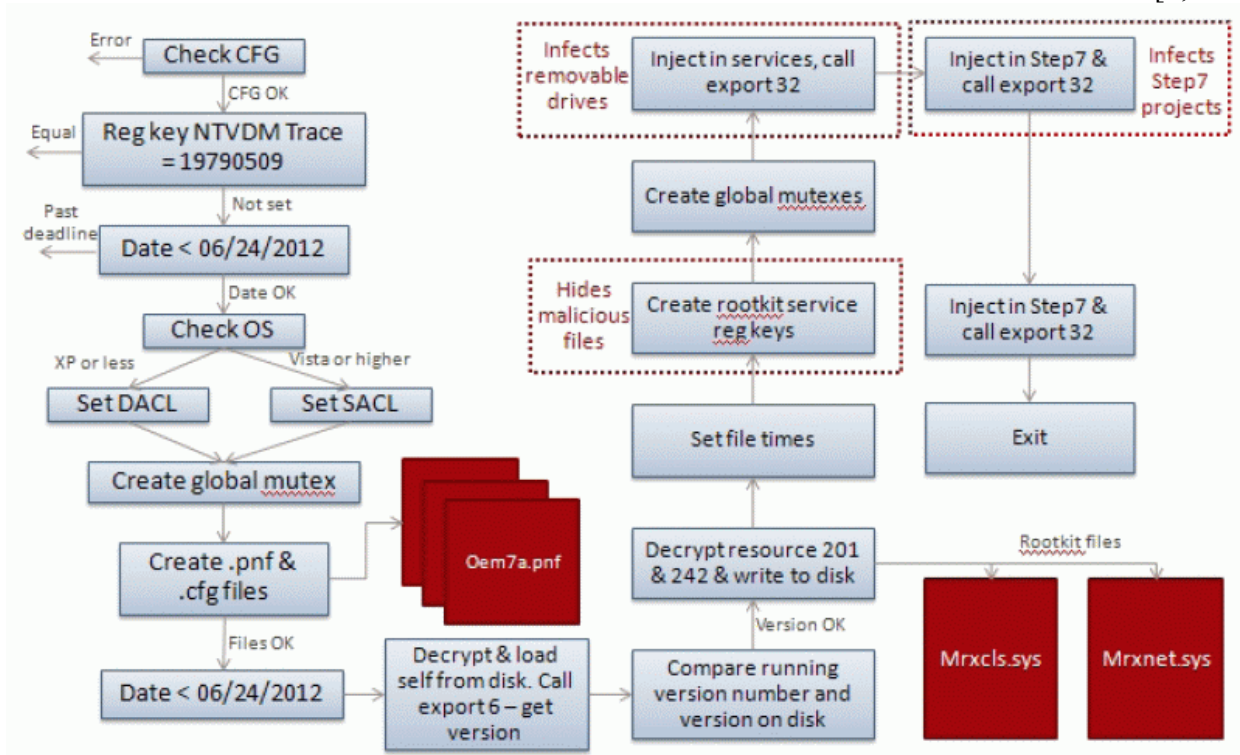 Error
Check CFG
CFG OK
Equal
Reg key NTVDM Trace
= 19790509
Not set
Past
deadline
Date < 06/24/2012
Date OK
Check OS
XP or less
Vista or higher
Set DACL
Set SACL
Create global mutex
Create .pnf &
.cfg files
Oem7a.pnf
Files OK
Date < 06/24/2012
Decrypt & load
self from disk. Call
export 6 – get
version
Compare running
version number and
version on disk
Version OK
Decrypt resource 201
& 242 & write to disk
Rootkit files
Mrxcls.sys
Mrxnet.sys
Set file times
Hides
malicious
files
Create rootkit service
reg keys
Create global mutexes
Infects
removable
drives
Inject in services, call
export 32
Inject in Step7 &
call export 32
Infects
Step7
projects
Inject in Step7 &
call export 32
Exit